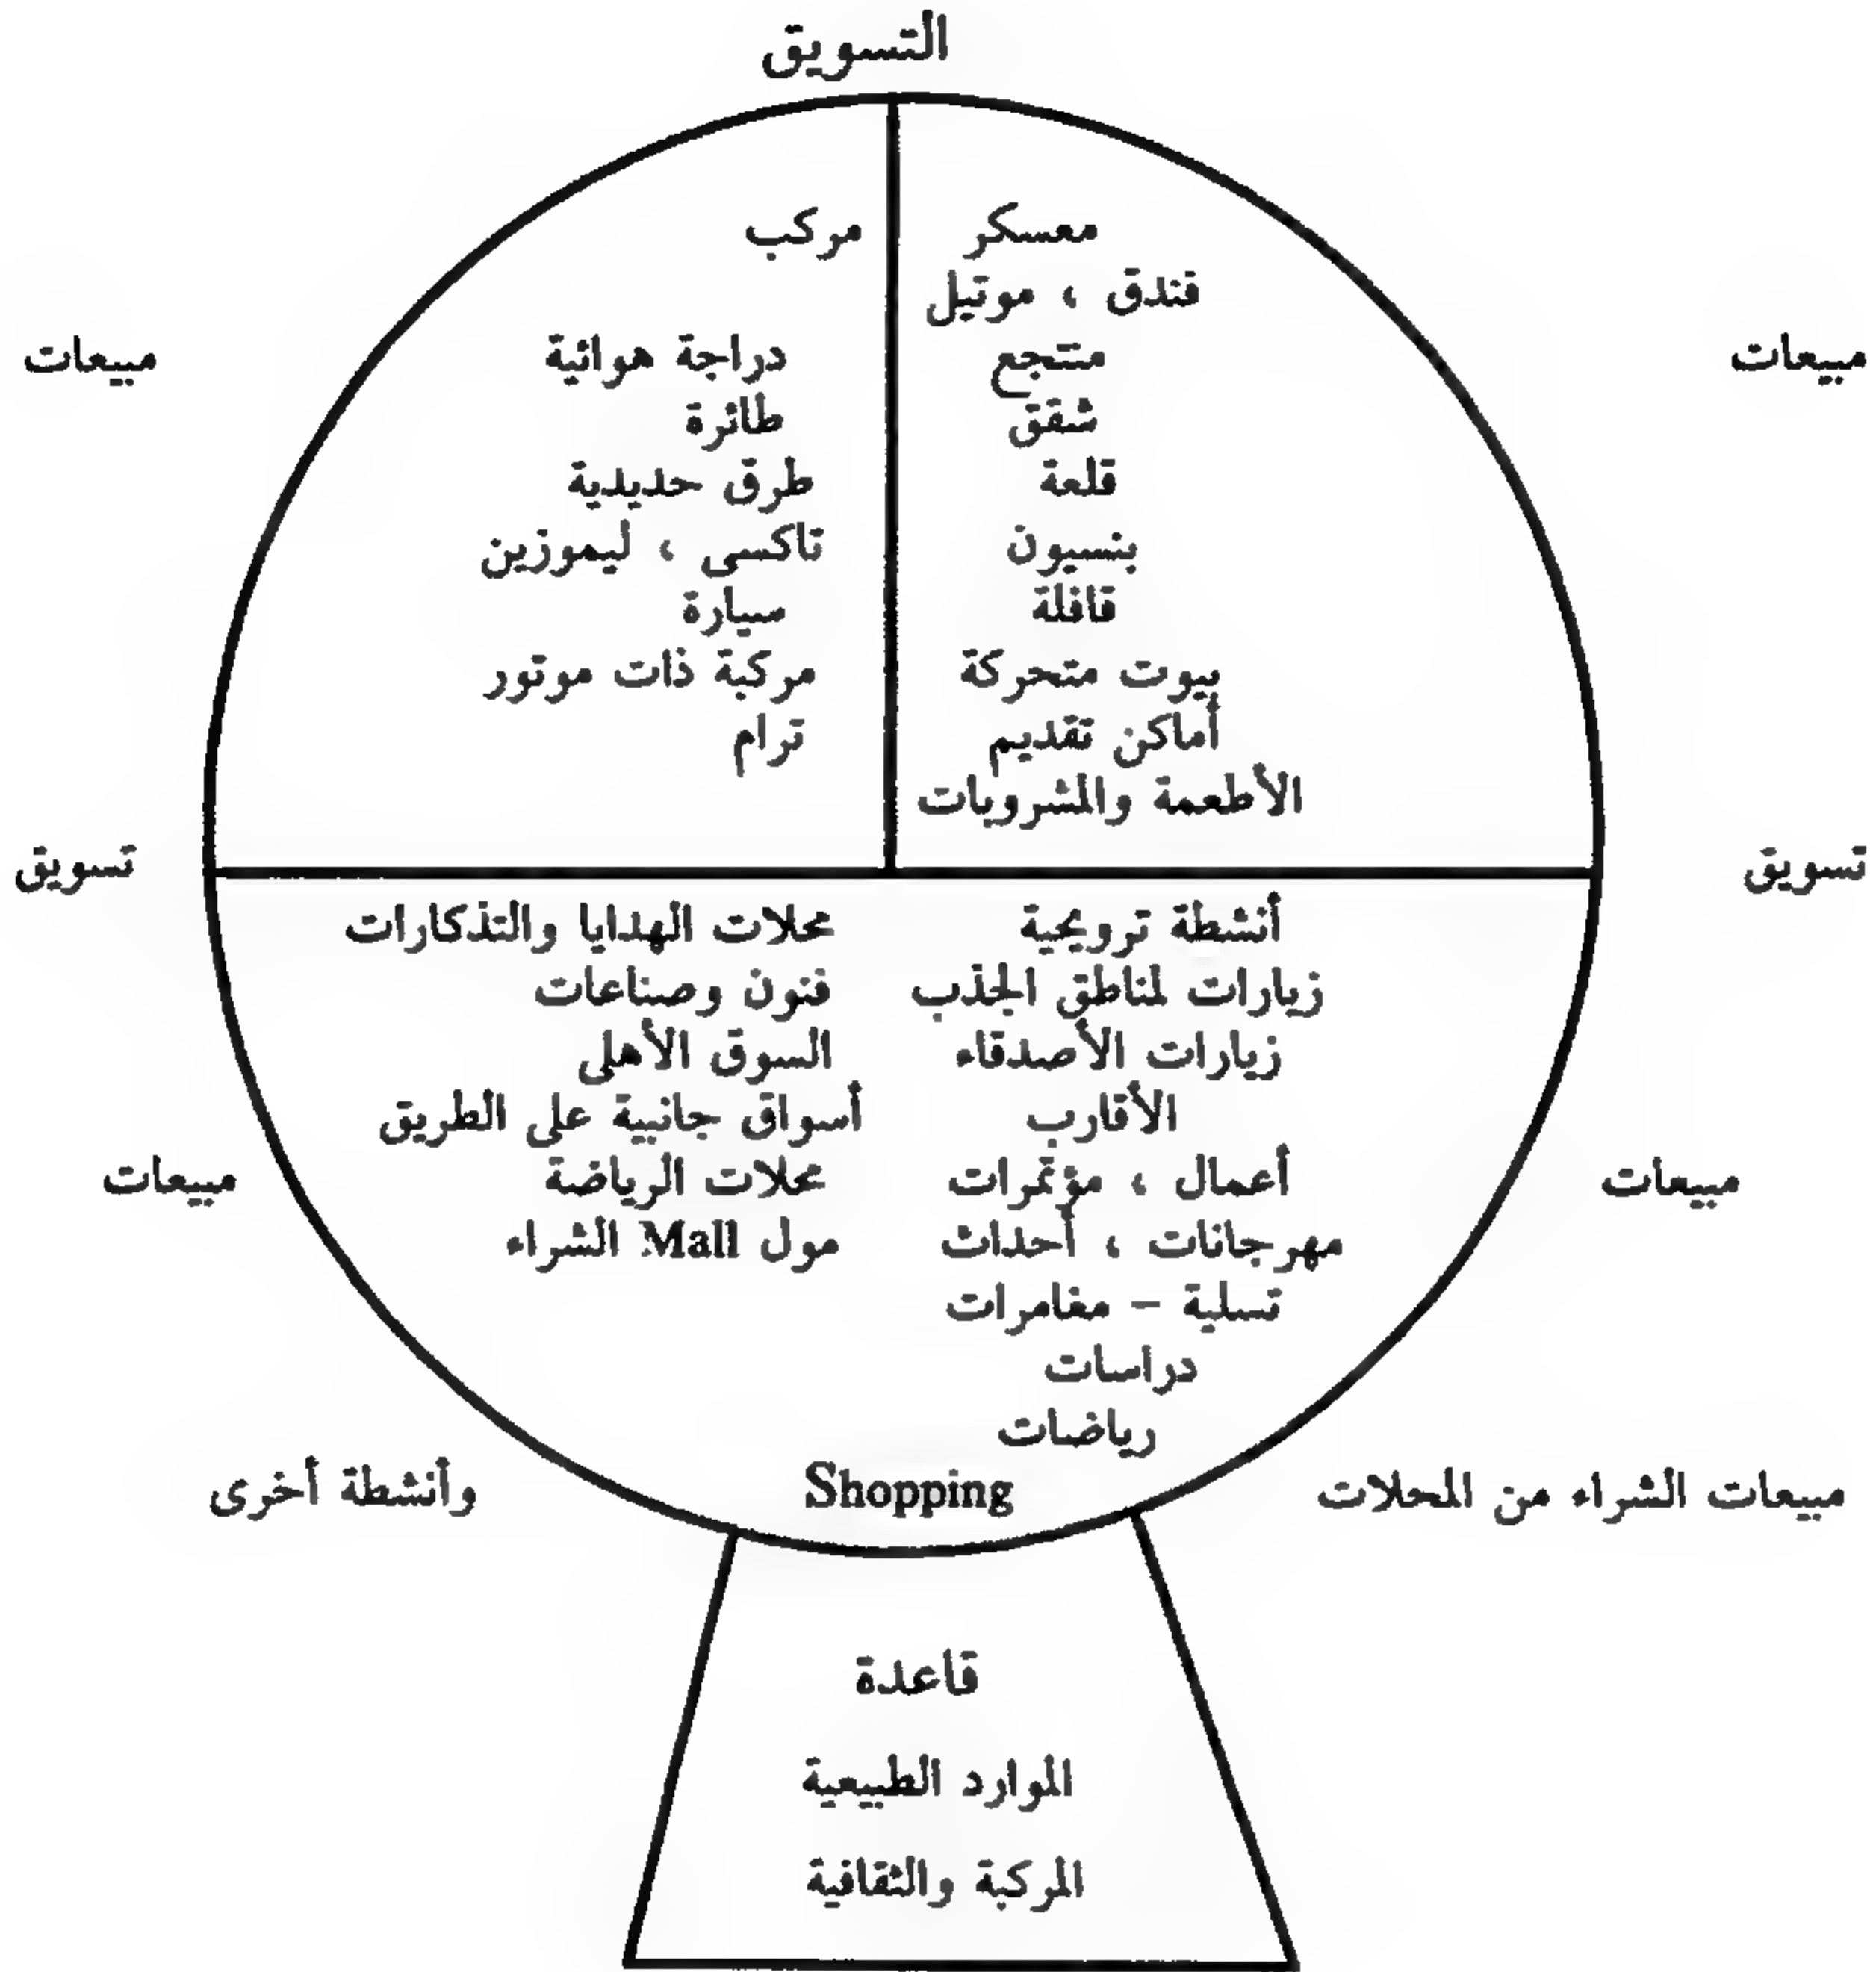 التسويق
معسكر
فندق ، موتيل
منتجع
شقق
قلعة
بنسيون
قافلة
بيوت متحركة
أماكن تقديم
الأطعمة والمشروبات
مركب
دراجة هوائية
طائرة
طرق حديدية
تاكسى ، ليموزين
سيارة
مركبة ذات موتور
ترام
مبيعات
مبيعات
تسويق
تسويق
أنشطة ترويحية
زيارات لمناطق الجذب
زيارات الأصدقاء
الأقارب
أعمال ، مؤتمرات
مهرجانات ، أحداث
تسلية – مغامرات
دراسات
رياضات
محلات الهدايا والتذكارات
فنون وصناعات
السوق الأهلى
أسواق جانبية على الطريق
محلات الرياضة
مول Mall الشراء
مبيعات
مبيعات
مبيعات الشراء من المحلات
Shopping
وأنشطة أخرى
قاعدة
الموارد الطبيعية
المركبة والثقافية